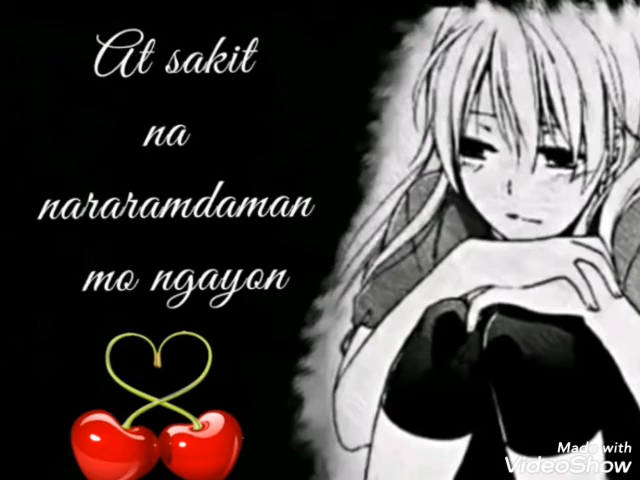 At sakit
na
nararamdaman
mo ngayon
Made with
VideoShow